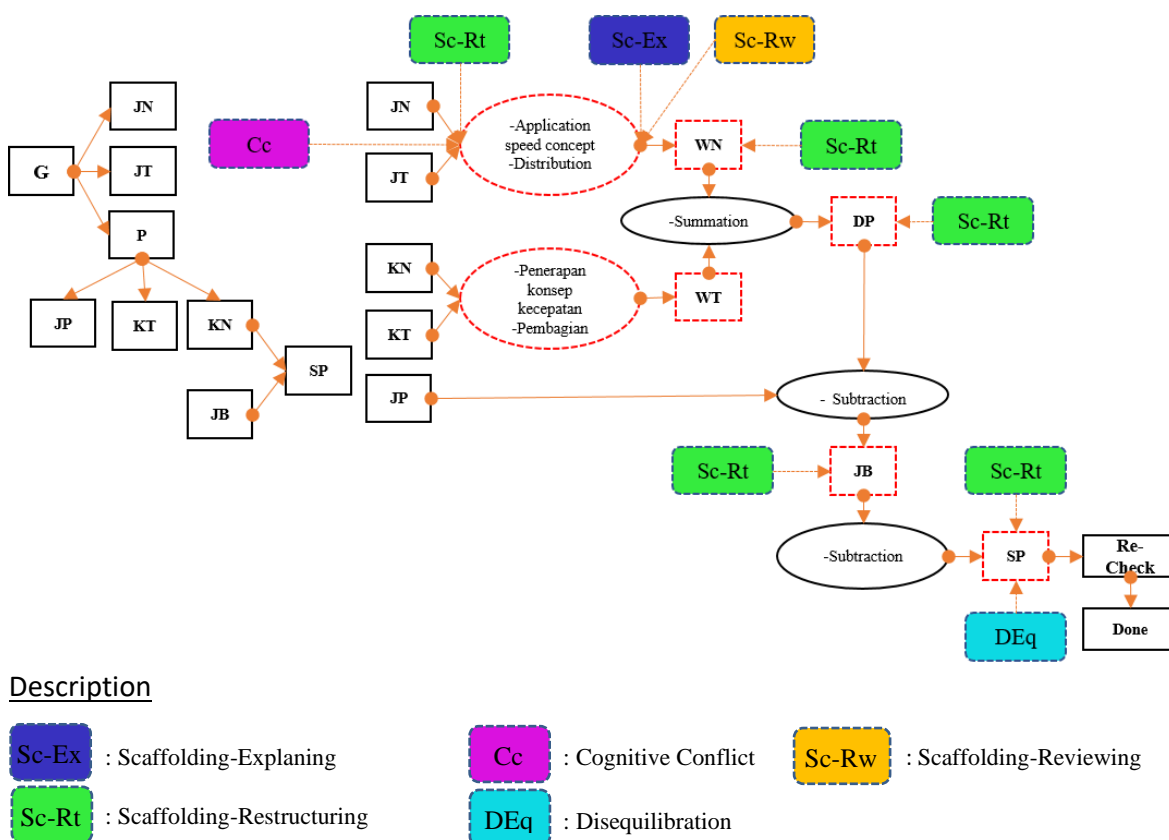 Sc-Rt
Sc-Ex
Sc-Rw
JN
JN
-Application
speed concept
-Distribution
Cc
WN
Sc-Rt
G
JT
JT
P
-Summation
DP
Sc-Rt
KN
-Penerapan
konsep
kecepatan
-Pembagian
WT
JP
KT
KN
KT
SP
JB
JP
- Subtraction
Sc-Rt
JB
Sc-Rt
-Subtraction
SP
Re-
Check
DEq
Done
Description
Sc-Ex : Scaffolding-Explaning
Cc : Cognitive Conflict
Sc-Rw : Scaffolding-Reviewing
Sc-Rt : Scaffolding-Restructuring
DEq : Disequilibration